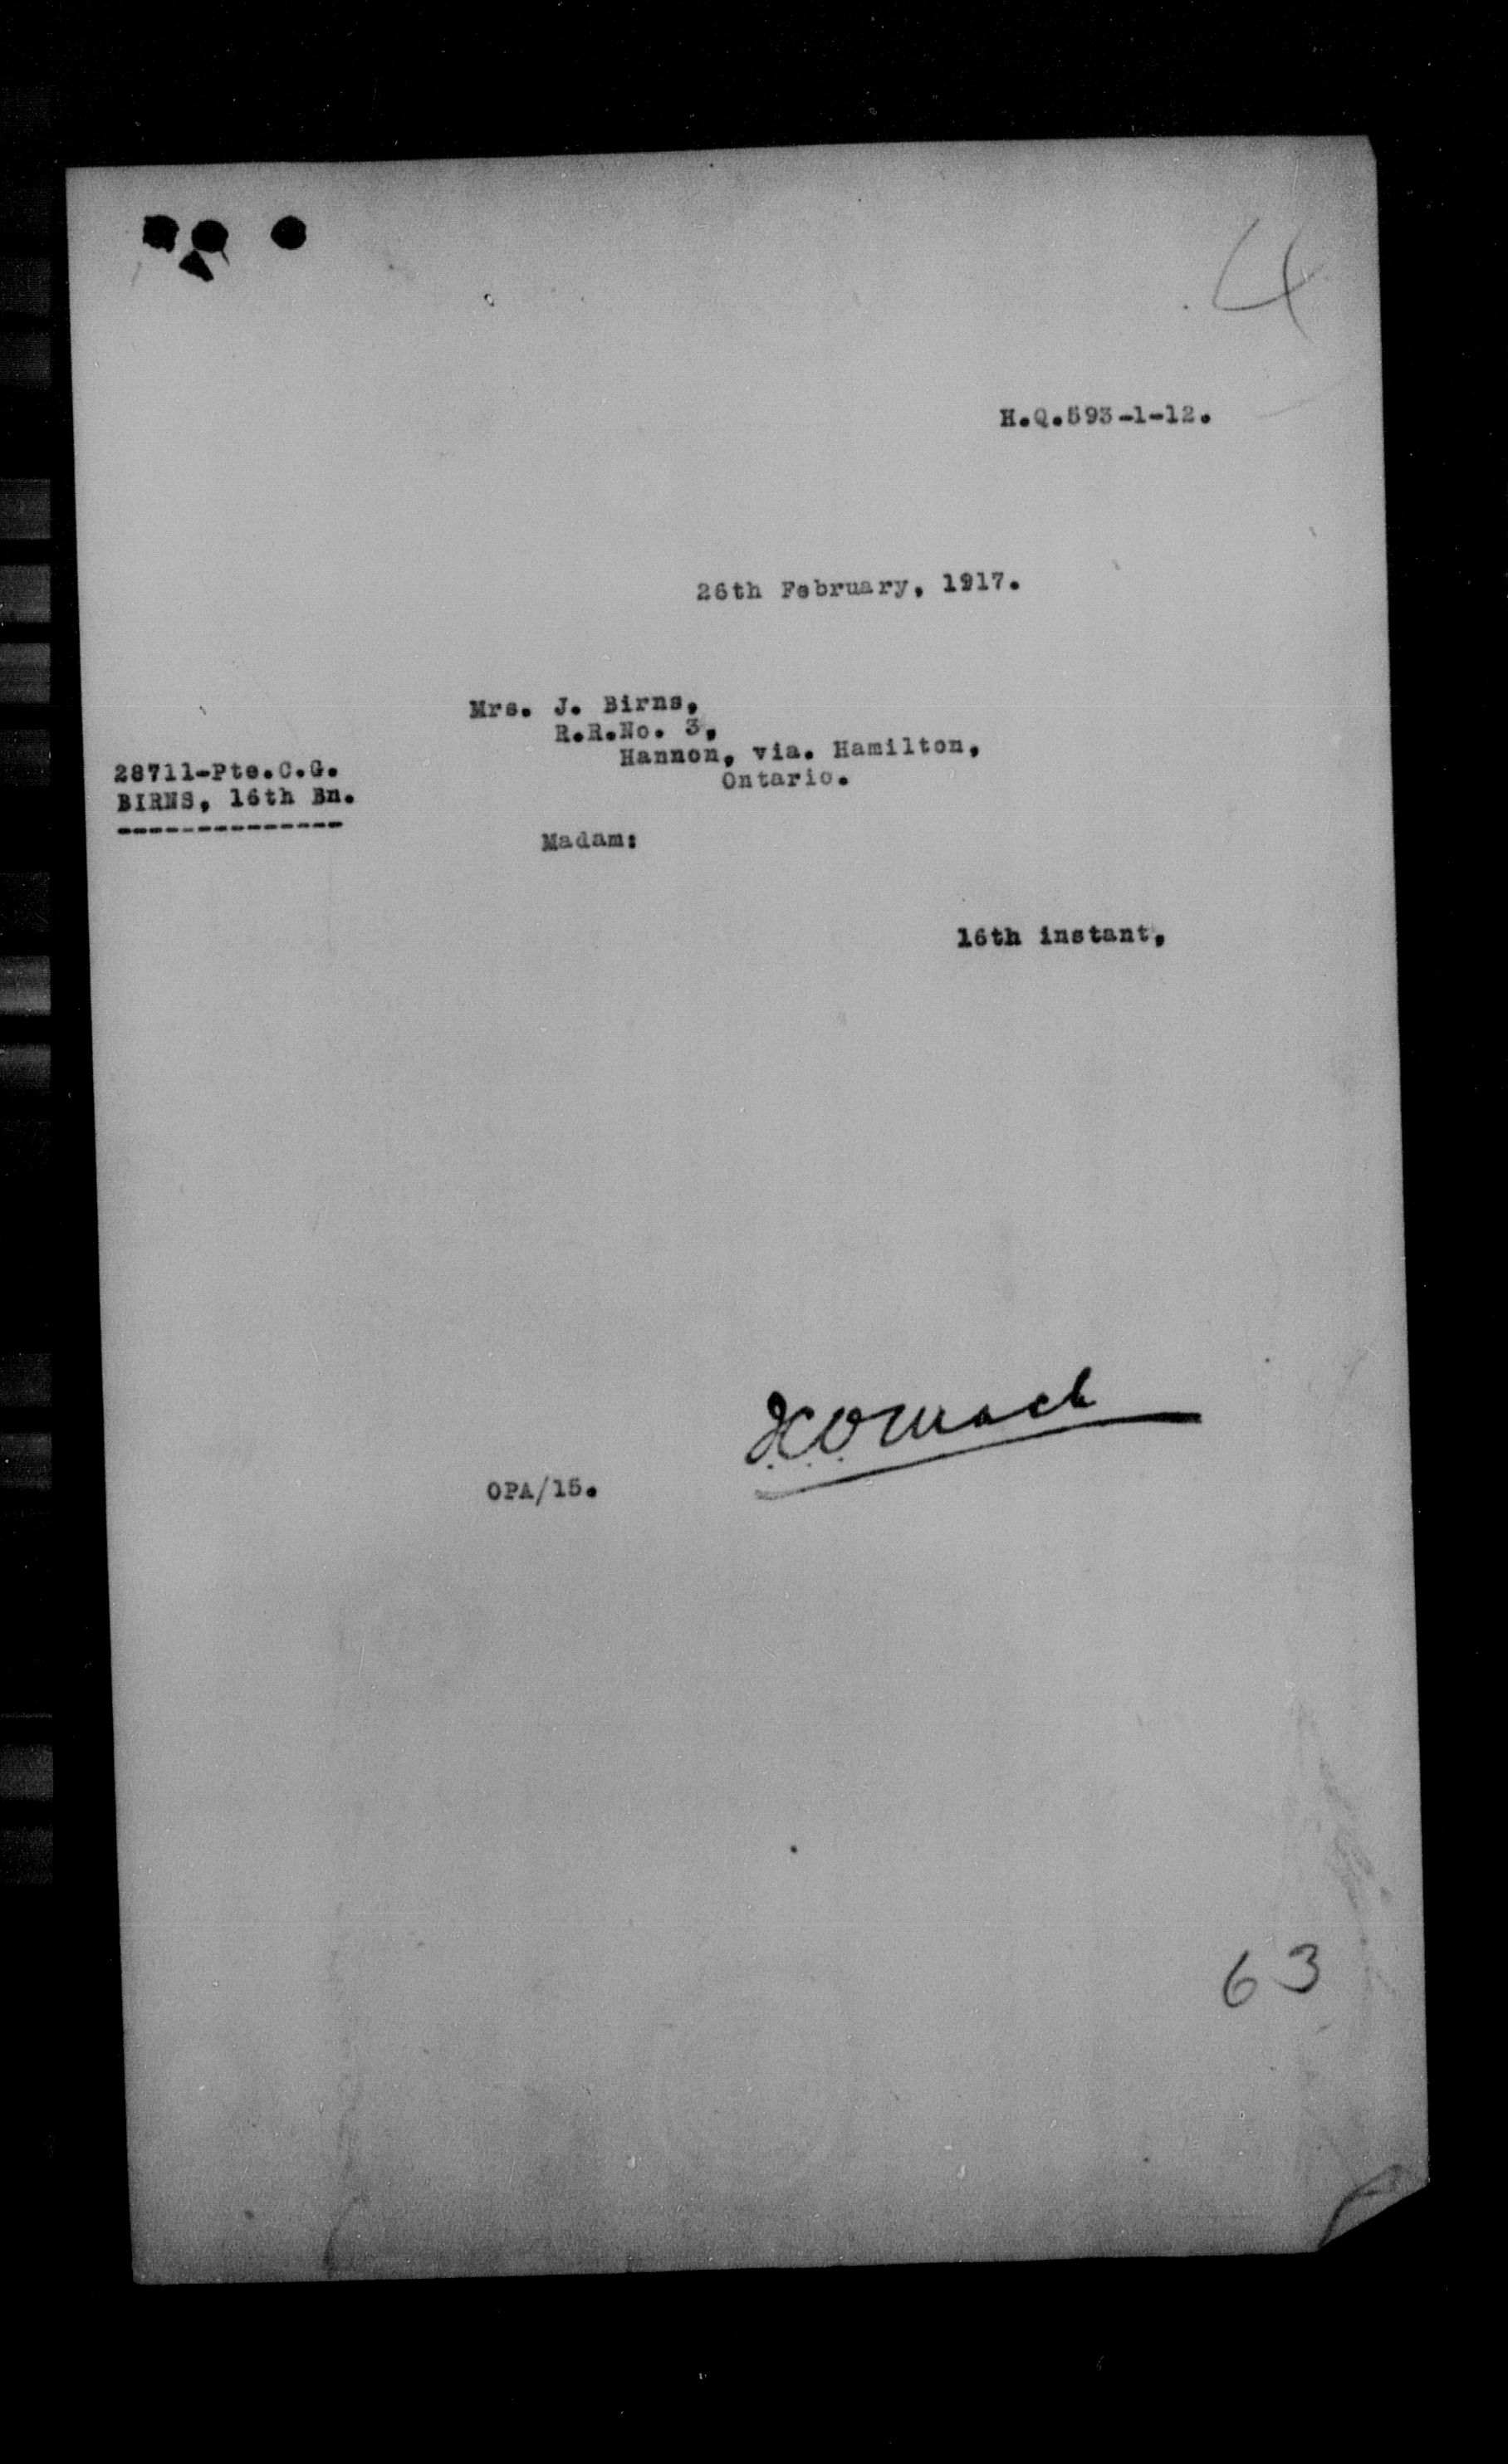 4
H.Q.593-1-12.
26th February, 1917.
Mrs. J. Birns,
R.R.No. 3,
Hannon, via. Hamilton,
Ontario.
28711-Pte.C.G.
BIRNS, 16th Bn.
---------------
Madam:
16th instant,
OPA/15.
63